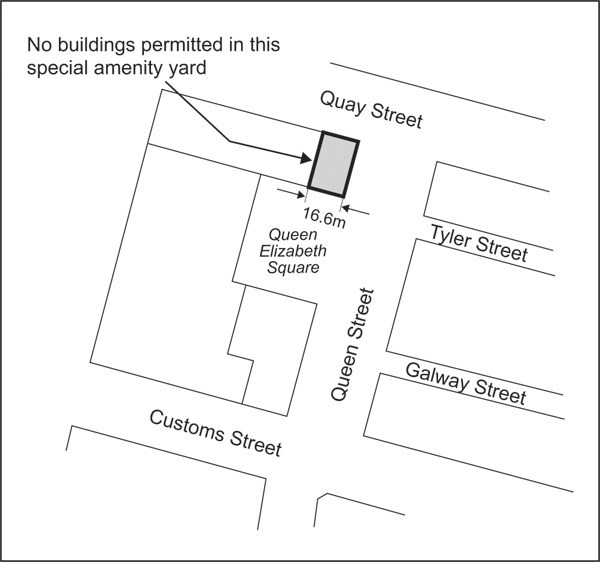 No buildings permitted in this
special amenity yard
Quay Street
16.6m
Tyler Street
Queen
Elizabeth
Square
Queen Street
Galway Street
Customs Street